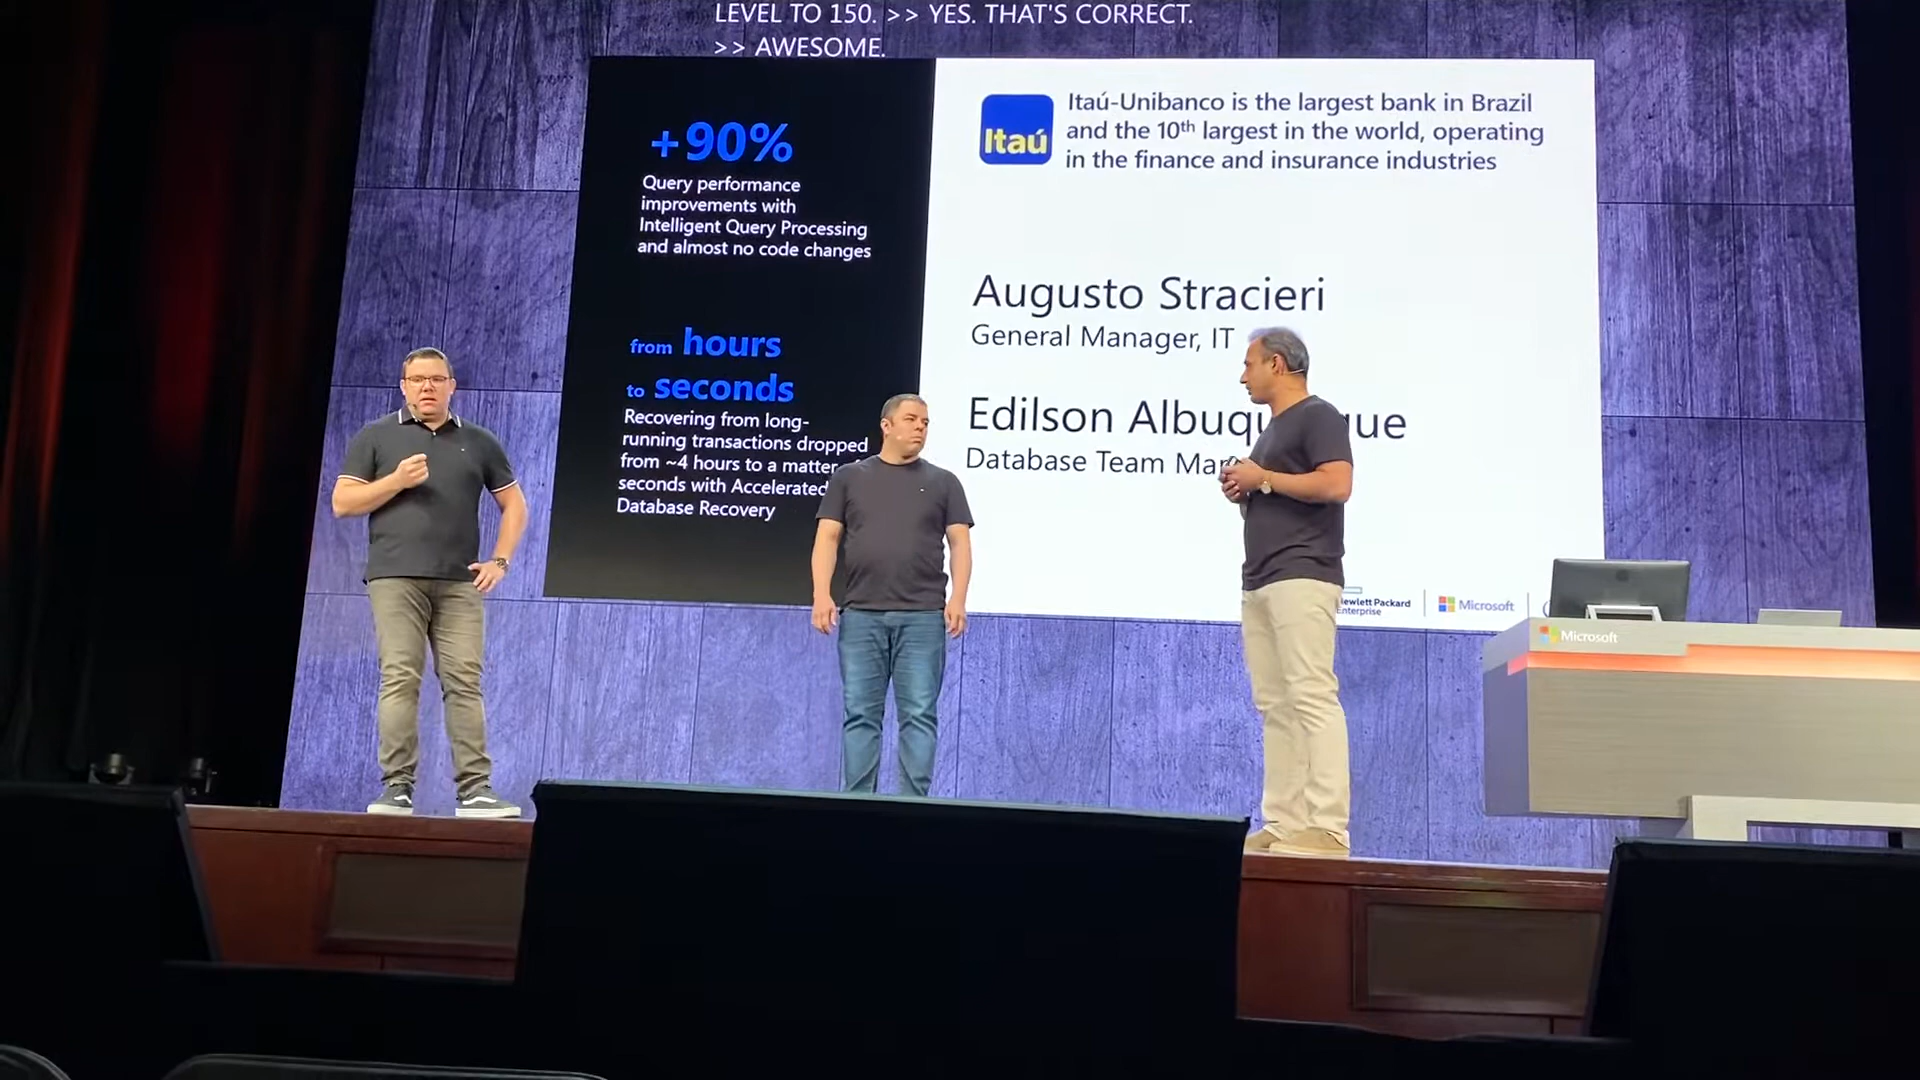 LEVEL TO 150. >> YES. THAT'S CORRECT.
>> AWESOME.
+90%
Query performance
improvements with
Intelligent Query Processing
and almost no code changes
from hours
to seconds
Recovering from long-
running transactions dropped
from ~4 hours to a matter
seconds with Accelerated
Database Recovery
Itaú
Itaú-Unibanco is the largest bank in Brazil
and the 10th largest in the world, operating
in the finance and insurance industries
Augusto Stracieri
General Manager, IT
Edilson
Database Team
Packard
Enterprise
Microsoft
Microsoft